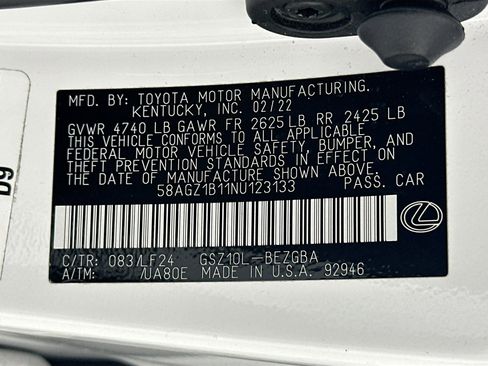 MFD. BY: TOYOTA MOTOR MANUFACTURING.
KENTUCKY, INC. 02/22
GVWR 4740 LB GAWR FR 2625 LB RR 2425 LB
THIS VEHICLE CONFORMS TO ALL APPLICABLE
FEDERAL MOTOR VEHICLE SAFETY, BUMPER, AND
THEFT PREVENTION STANDARDS IN EFFECT ON
THE DATE OF MANUFACTURE SHOWN ABOVE.
58AGZ1B11NU123133 PASS. CAR
C/TR: 083/LF24 GSZ10L-BEZGBA
A/TM: /UA80E MADE IN U.S.A. 92946
D9